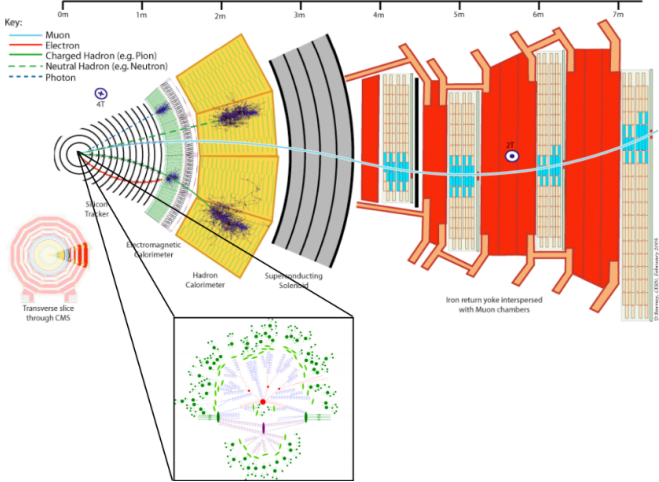 0m 1m 2m 3m 4m 5m 6m 7m
Key:
Muon
Electron
Charged Hadron (e.g. Pion)
Neutral Hadron (e.g. Neutron)
Photon
4T
2T
Silicon
Tracker
Electromagnetic
Calorimeter
Hadron
Calorimeter
Superconducting
Solenoid
Iron return yoke interspersed
with Muon chambers
Transverse slice
through CMS